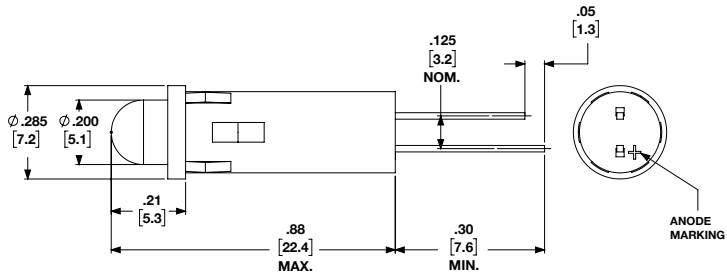 .05
[1.3]
.125
[3.2]
NOM.
Ø .285
[7.2]
Ø .200
[5.1]
.21
[5.3]
.88
[22.4]
MAX.
.30
[7.6]
MIN.
ANODE
MARKING